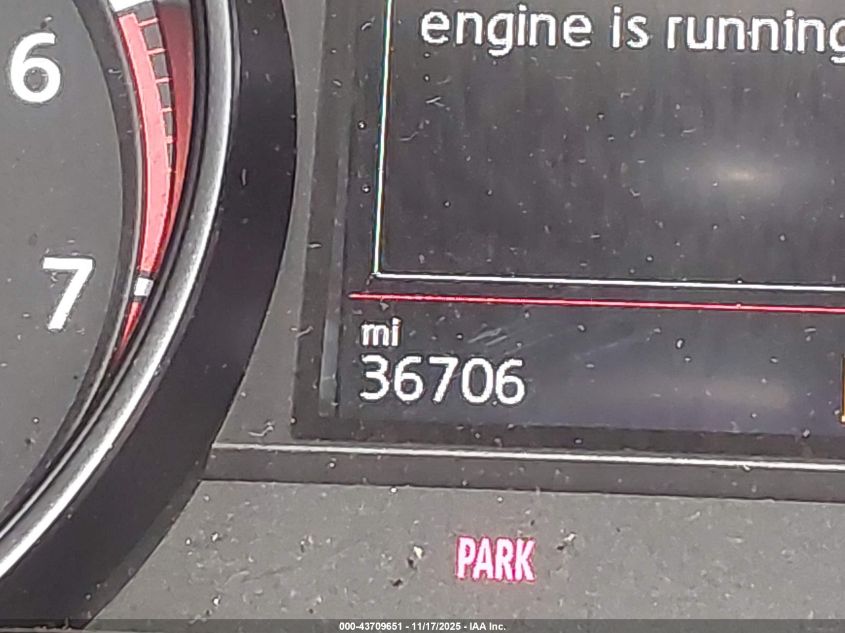 6
engine is running
7
mi
36706
PARK
000-43709651 - 11/17/2025 - IAA Inc.